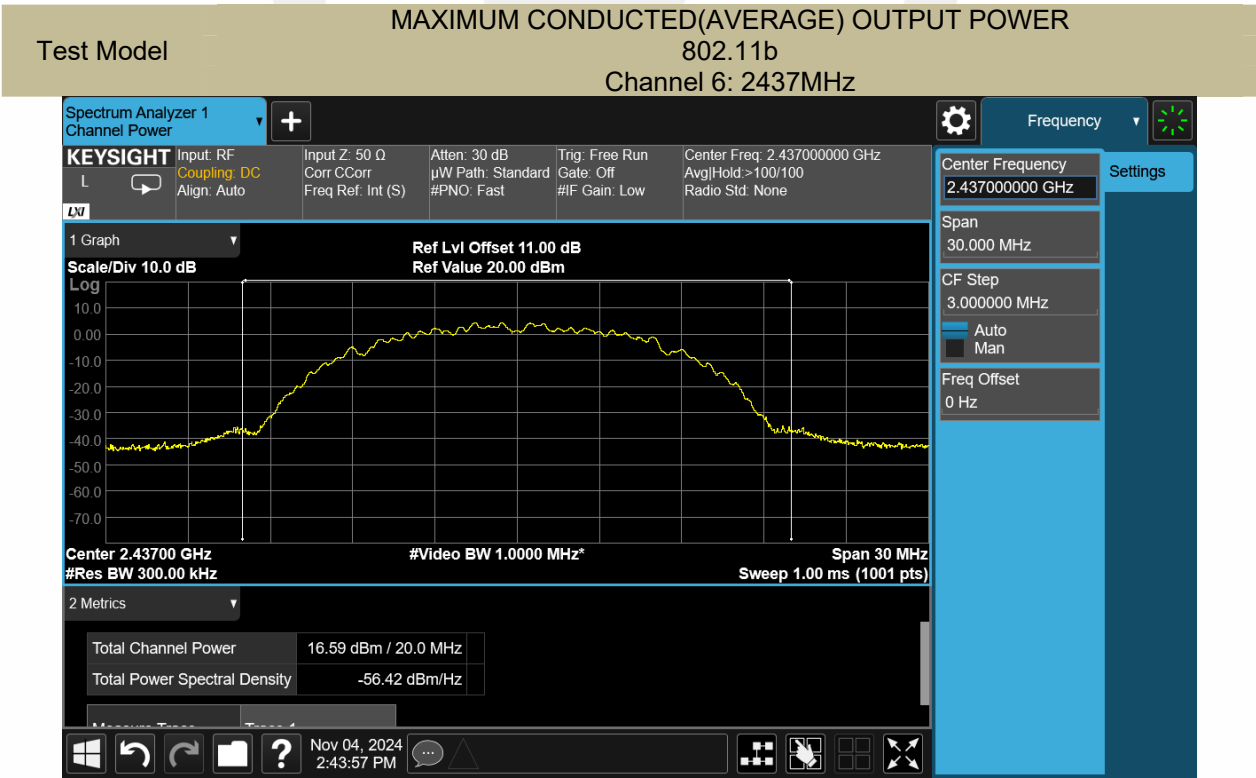 MAXIMUM CONDUCTED(AVERAGE) OUTPUT POWER
Test Model
802.11b
Channel 6: 2437MHz
Spectrum Analyzer 1
Channel Power
Frequency
KEYSIGHT
L
LXI
Input: RF
Coupling: DC
Align: Auto
Input Z: 50 Ω
Corr CCorr
Freq Ref: Int (S)
Atten: 30 dB
µW Path: Standard
#PNO: Fast
Trig: Free Run
Gate: Off
#IF Gain: Low
Center Freq: 2.437000000 GHz
Avg|Hold:>100/100
Radio Std: None
Center Frequency
2.437000000 GHz
Settings
Span
30.000 MHz
CF Step
3.000000 MHz
Auto
Man
Freq Offset
0 Hz
1 Graph
Scale/Div 10.0 dB
Ref Lvl Offset 11.00 dB
Ref Value 20.00 dBm
Log
10.0
0.00
-10.0
-20.0
-30.0
-40.0
-50.0
-60.0
-70.0
Center 2.43700 GHz
#Video BW 1.0000 MHz*
Span 30 MHz
#Res BW 300.00 kHz
Sweep 1.00 ms (1001 pts)
2 Metrics
Total Channel Power 16.59 dBm / 20.0 MHz
Total Power Spectral Density -56.42 dBm/Hz
Measure Trace Trace 1
Nov 04, 2024
2:43:57 PM